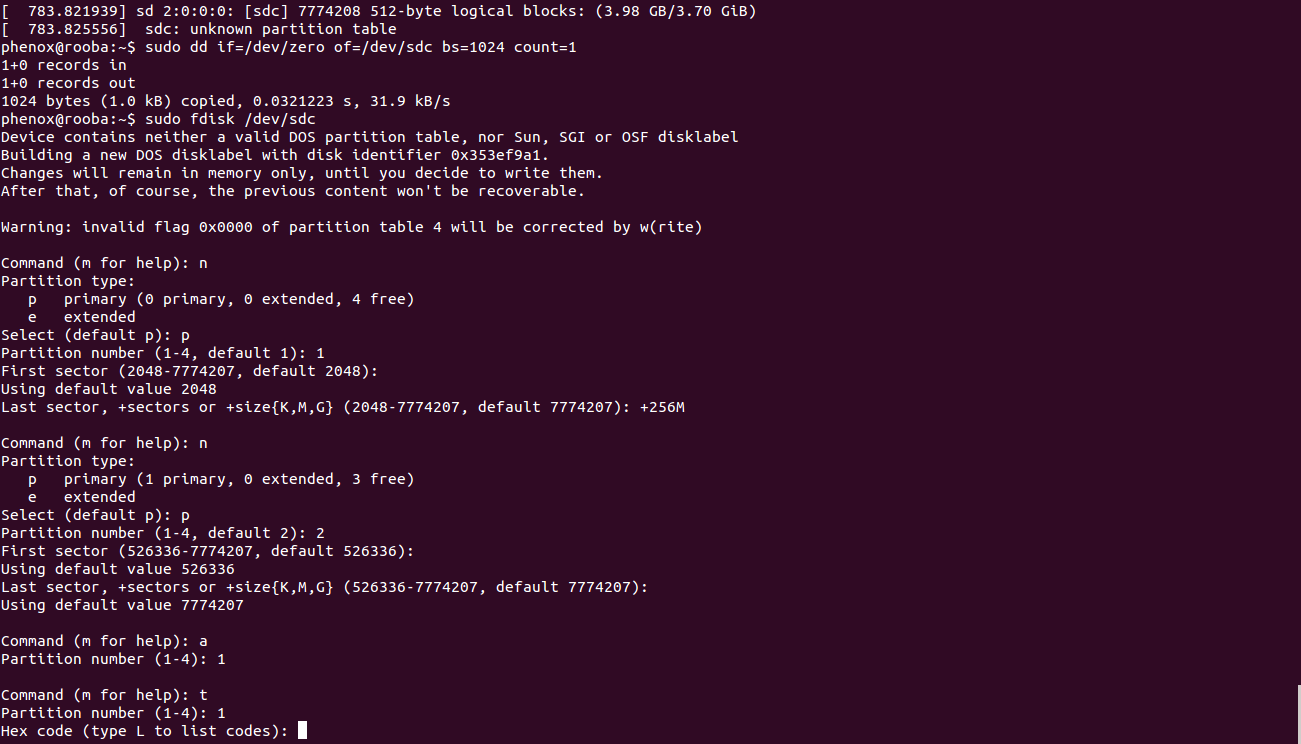 [  783.821939] sd 2:0:0:0: [sdc] 7774208 512-byte logical blocks: (3.98 GB/3.70 GiB)
[  783.825556]  sdc: unknown partition table
phenox@rooba:~$ sudo dd if=/dev/zero of=/dev/sdc bs=1024 count=1
1+0 records in
1+0 records out
1024 bytes (1.0 kB) copied, 0.0321223 s, 31.9 kB/s
phenox@rooba:~$ sudo fdisk /dev/sdc
Device contains neither a valid DOS partition table, nor Sun, SGI or OSF disklabel
Building a new DOS disklabel with disk identifier 0x353ef9a1.
Changes will remain in memory only, until you decide to write them.
After that, of course, the previous content won't be recoverable.

Warning: invalid flag 0x0000 of partition table 4 will be corrected by w(rite)

Command (m for help): n
Partition type:
   p   primary (0 primary, 0 extended, 4 free)
   e   extended
Select (default p): p
Partition number (1-4, default 1): 1
First sector (2048-7774207, default 2048):
Using default value 2048
Last sector, +sectors or +size{K,M,G} (2048-7774207, default 7774207): +256M

Command (m for help): n
Partition type:
   p   primary (1 primary, 0 extended, 3 free)
   e   extended
Select (default p): p
Partition number (1-4, default 2): 2
First sector (526336-7774207, default 526336):
Using default value 526336
Last sector, +sectors or +size{K,M,G} (526336-7774207, default 7774207):
Using default value 7774207

Command (m for help): a
Partition number (1-4): 1

Command (m for help): t
Partition number (1-4): 1
Hex code (type L to list codes):